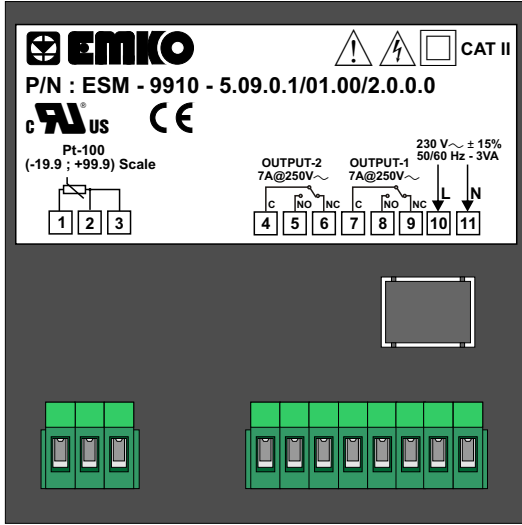 EMKO CAT II
P/N : ESM - 9910 - 5.09.0.1/01.00/2.0.0.0
c RU ® US CE
Pt-100
(-19.9 ; +99.9) Scale
OUTPUT-2
7A@250V~
OUTPUT-1
7A@250V~
230 V~ ± 15%
50/60 Hz - 3VA
C NO NC C NO NC L N
1 2 3 4 5 6 7 8 9 10 11